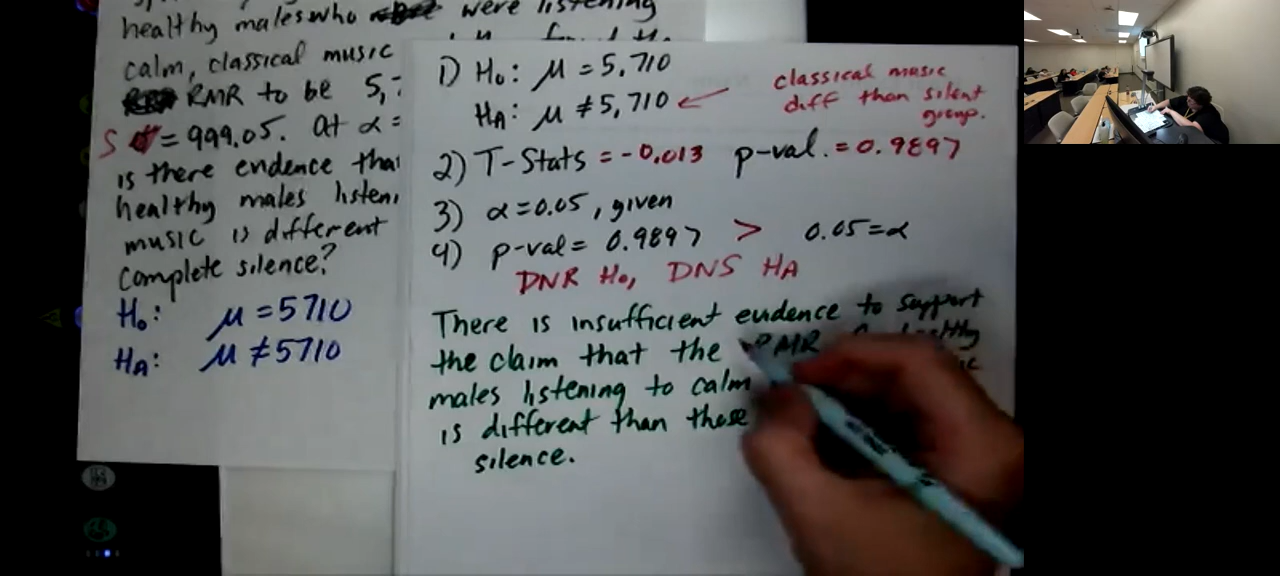 healthy males who were listening
calm, classical music
RMR to be 5,
S = 999.05. At α =
is there evidence tha
healthy males listeni
music is different
complete silence?
H₀: μ = 5710
HA: μ ≠ 5710
1) H₀: μ = 5,710
HA: μ ≠ 5,710 ←
classical music
diff than silent
group.
2) T-Stats = -0.013 p-val. = 0.9897
3) α = 0.05, given
4) p-val = 0.9897 > 0.05 = α
DNR H₀, DNS HA
There is insufficient evidence to support
the claim that the RMR
males listening to calm
is different than those
silence.